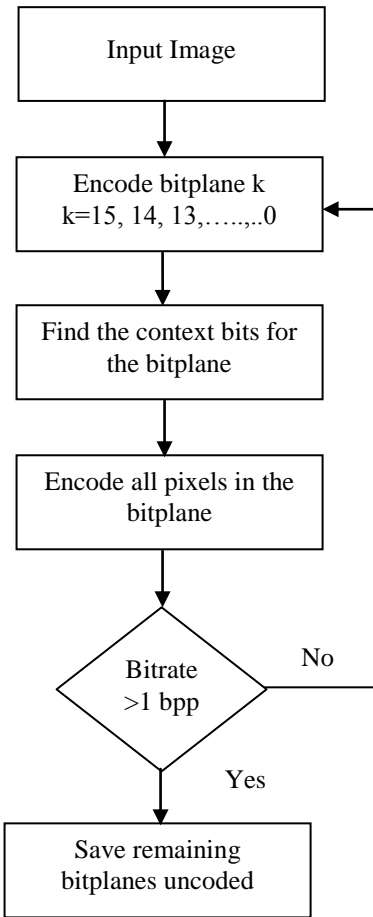 Input Image
Encode bitplane k
k=15, 14, 13,…..,..0
Find the context bits for
the bitplane
Encode all pixels in the
bitplane
Bitrate
>1 bpp
No
Yes
Save remaining
bitplanes uncoded